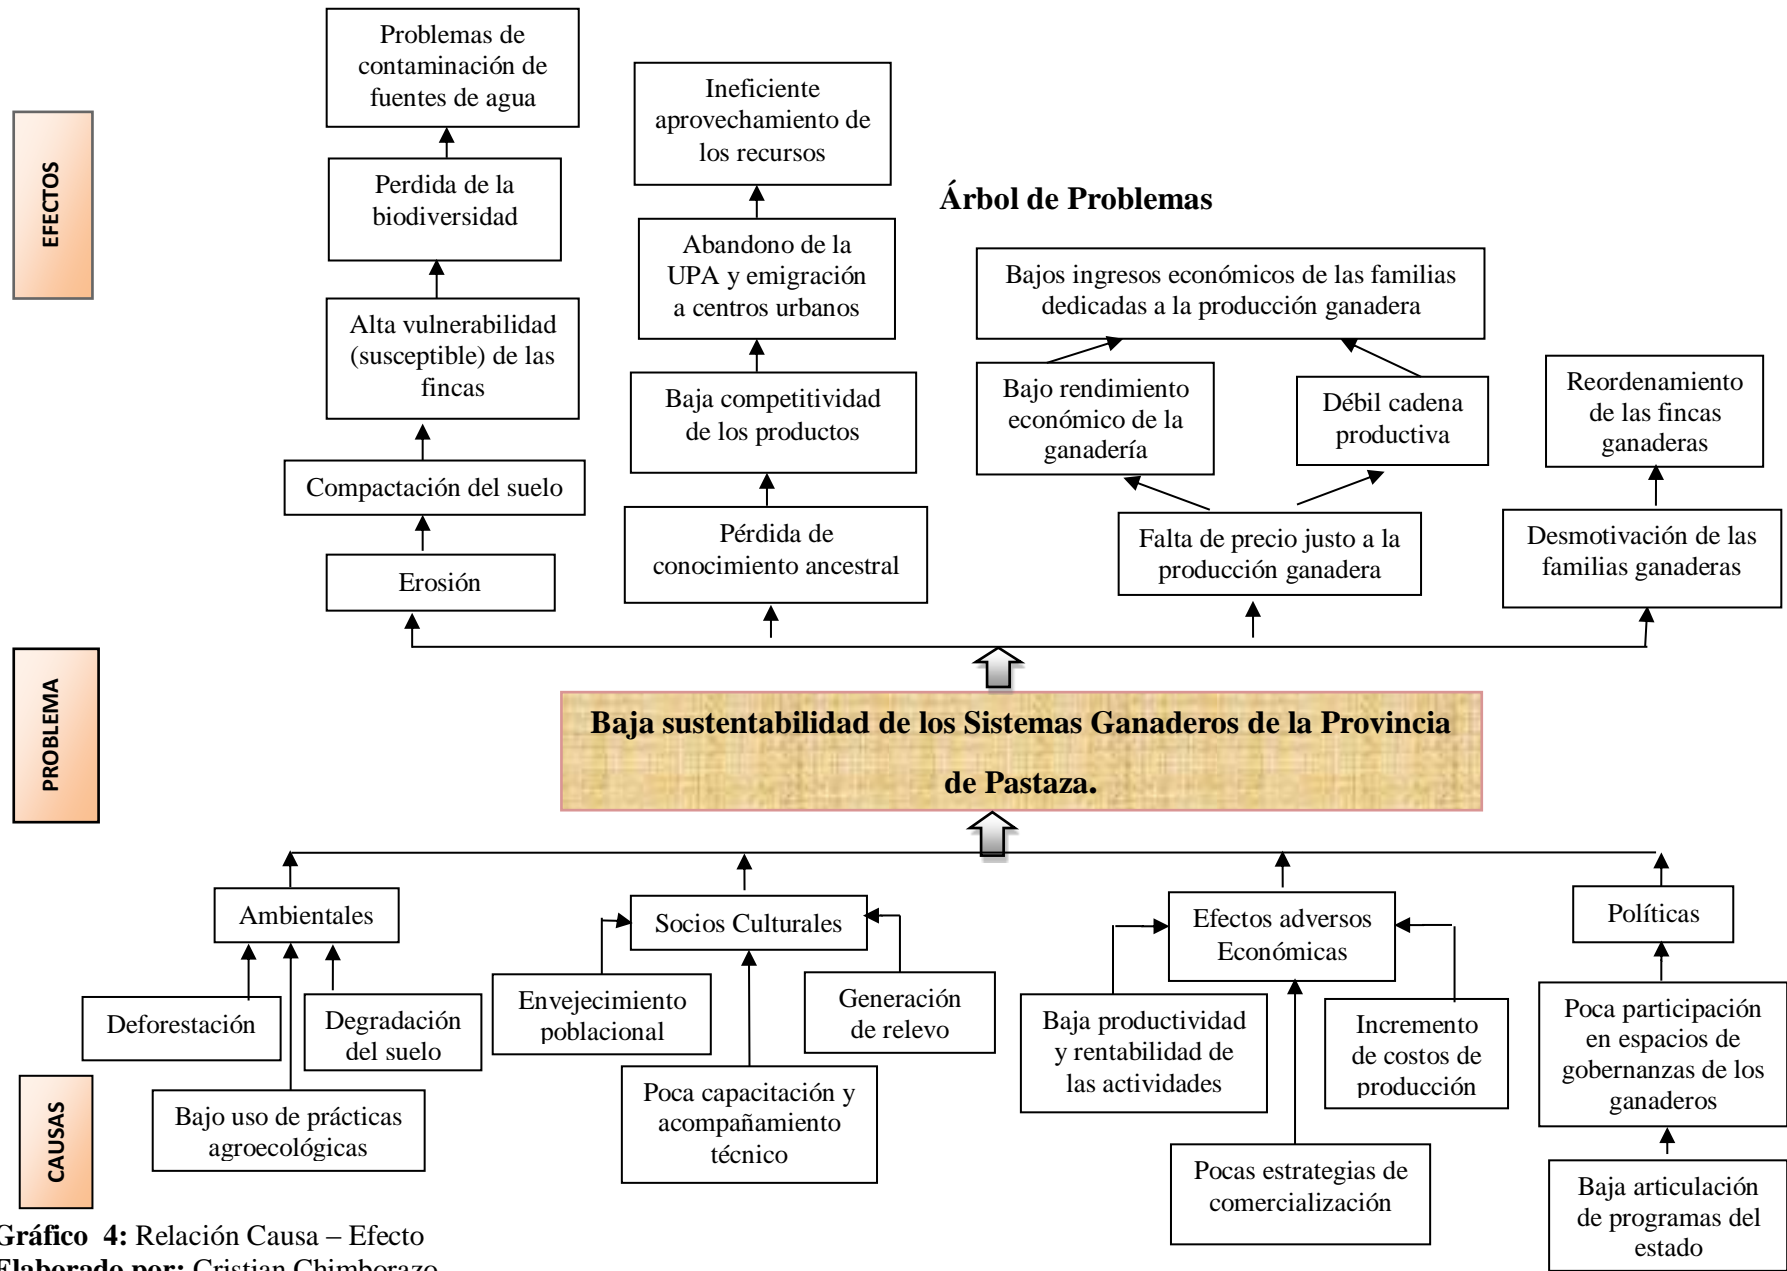 EFECTOS
Problemas de
contaminación de
fuentes de agua
Perdida de la
biodiversidad
Alta vulnerabilidad
(susceptible) de las
fincas
Compactación del suelo
Erosión
Ineficiente
aprovechamiento de
los recursos
Abandono de la
UPA y emigración
a centros urbanos
Baja competitividad
de los productos
Pérdida de
conocimiento ancestral
Árbol de Problemas
Bajos ingresos económicos de las familias
dedicadas a la producción ganadera
Bajo rendimiento
económico de la
ganadería
Débil cadena
productiva
Falta de precio justo a la
producción ganadera
Reordenamiento
de las fincas
ganaderas
Desmotivación de las
familias ganaderas
PROBLEMA
Baja sustentabilidad de los Sistemas Ganaderos de la Provincia
de Pastaza.
CAUSAS
Ambientales
Deforestación
Degradación
del suelo
Bajo uso de prácticas
agroecológicas
Socios Culturales
Envejecimiento
poblacional
Generación
de relevo
Poca capacitación y
acompañamiento
técnico
Efectos adversos
Económicas
Baja productividad
y rentabilidad de
las actividades
Incremento
de costos de
producción
Pocas estrategias de
comercialización
Políticas
Poca participación
en espacios de
gobernanzas de los
ganaderos
Baja articulación
de programas del
estado
Gráfico 4: Relación Causa – Efecto
Elaborado por: Cristian Chimborazo